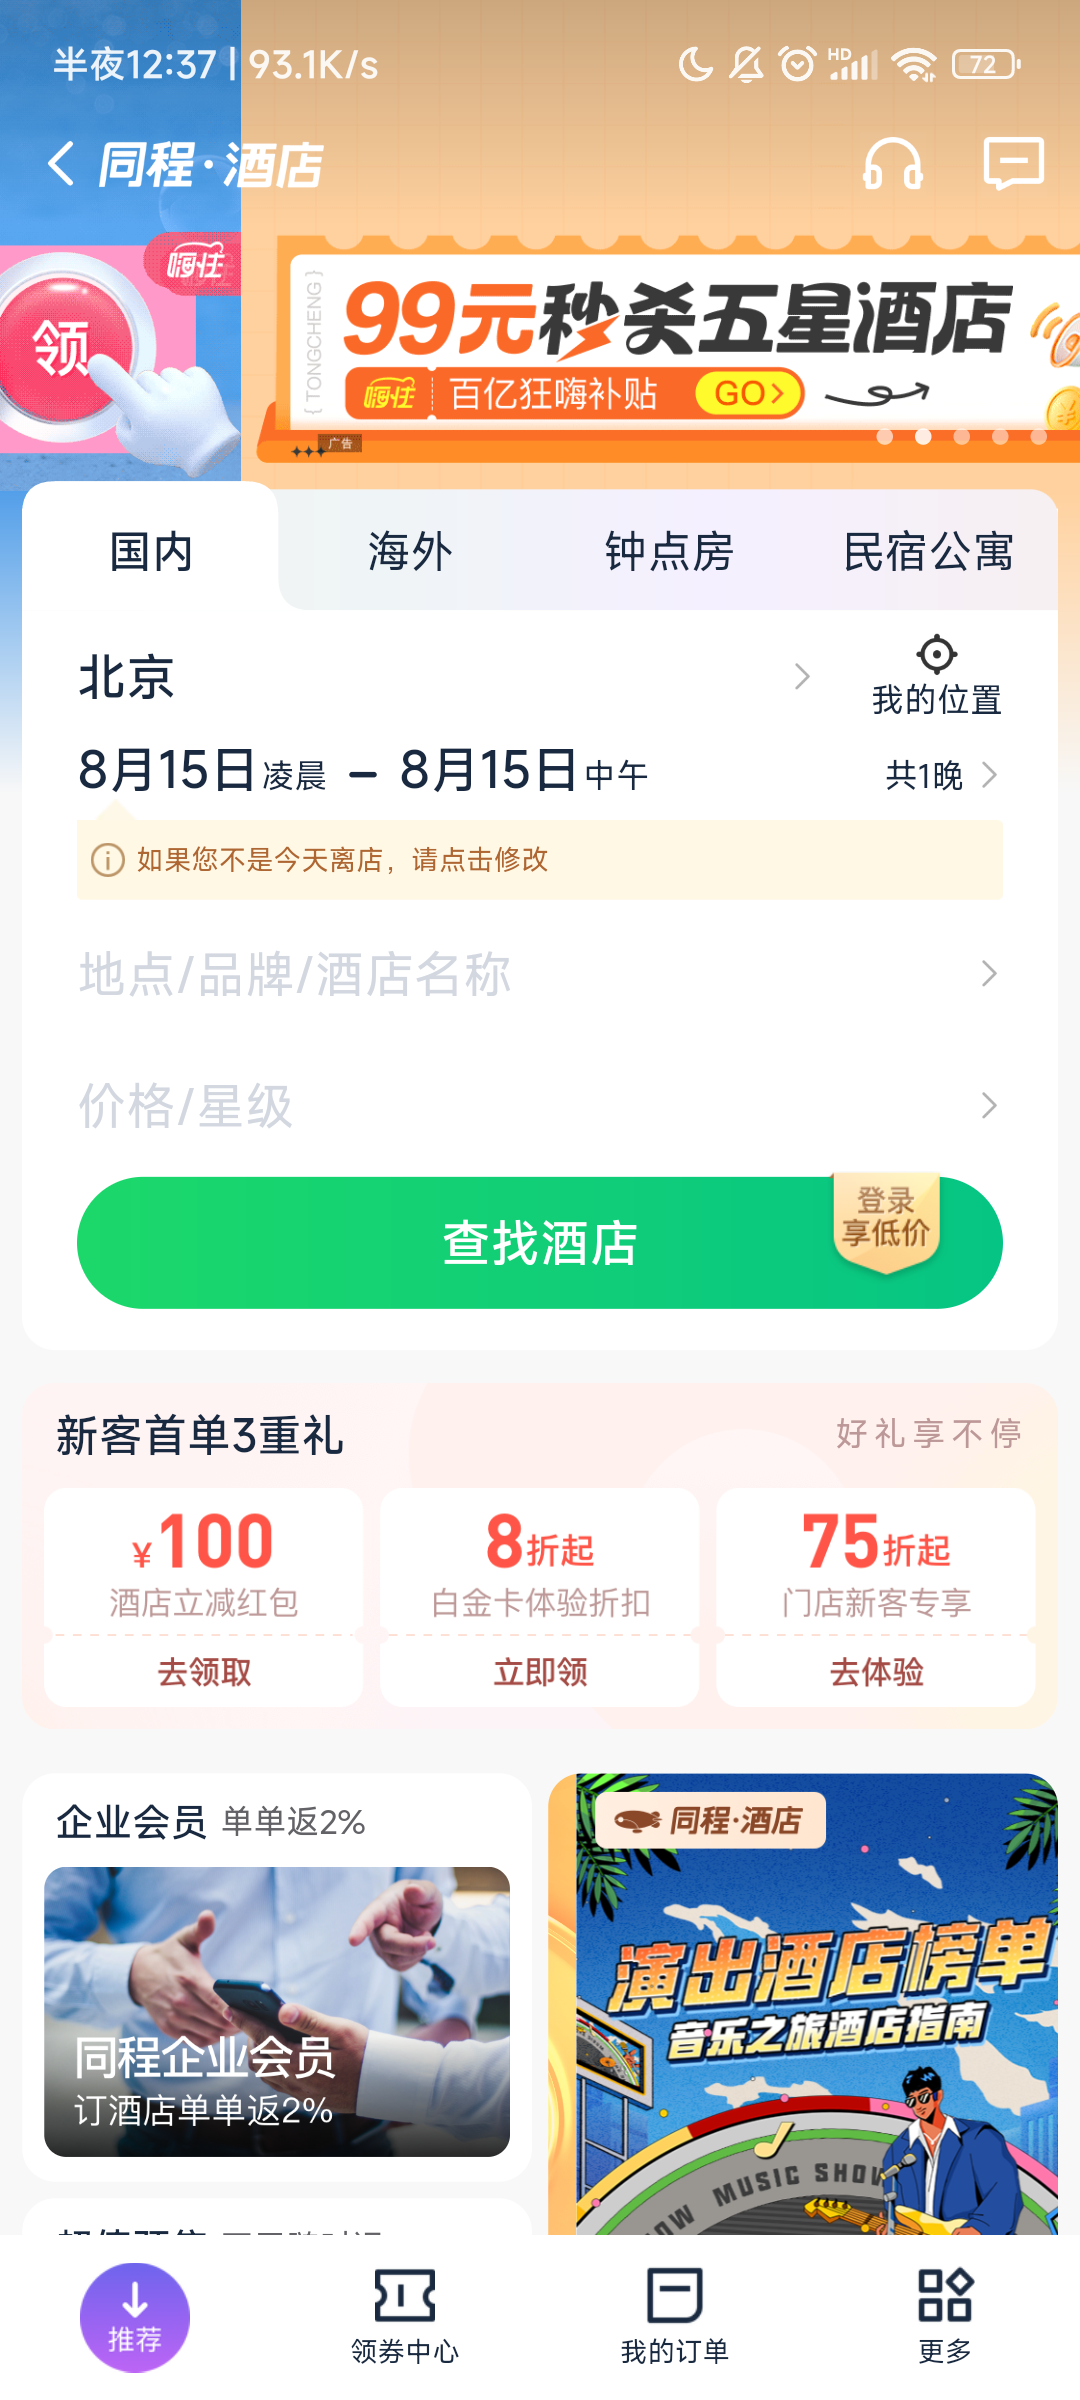 半夜12:37 | 93.1K/s
HD
72
同程·酒店
嗨住
领
{ TONGCHENG }
99元秒杀五星酒店
嗨住 百亿狂嗨补贴 GO>
广告
国内 海外 钟点房 民宿公寓
北京
我的位置
8月15日凌晨 – 8月15日中午 共1晚
如果您不是今天离店，请点击修改
地点/品牌/酒店名称
价格/星级
查找酒店
登录
享低价
新客首单3重礼 好礼享不停
¥100 8折起 75折起
酒店立减红包 白金卡体验折扣 门店新客专享
去领取 立即领 去体验
企业会员 单单返2%
同程企业会员
订酒店单单返2%
同程·酒店
演出酒店榜单
音乐之旅酒店指南
MUSIC SHOW
推荐 领券中心 我的订单 更多